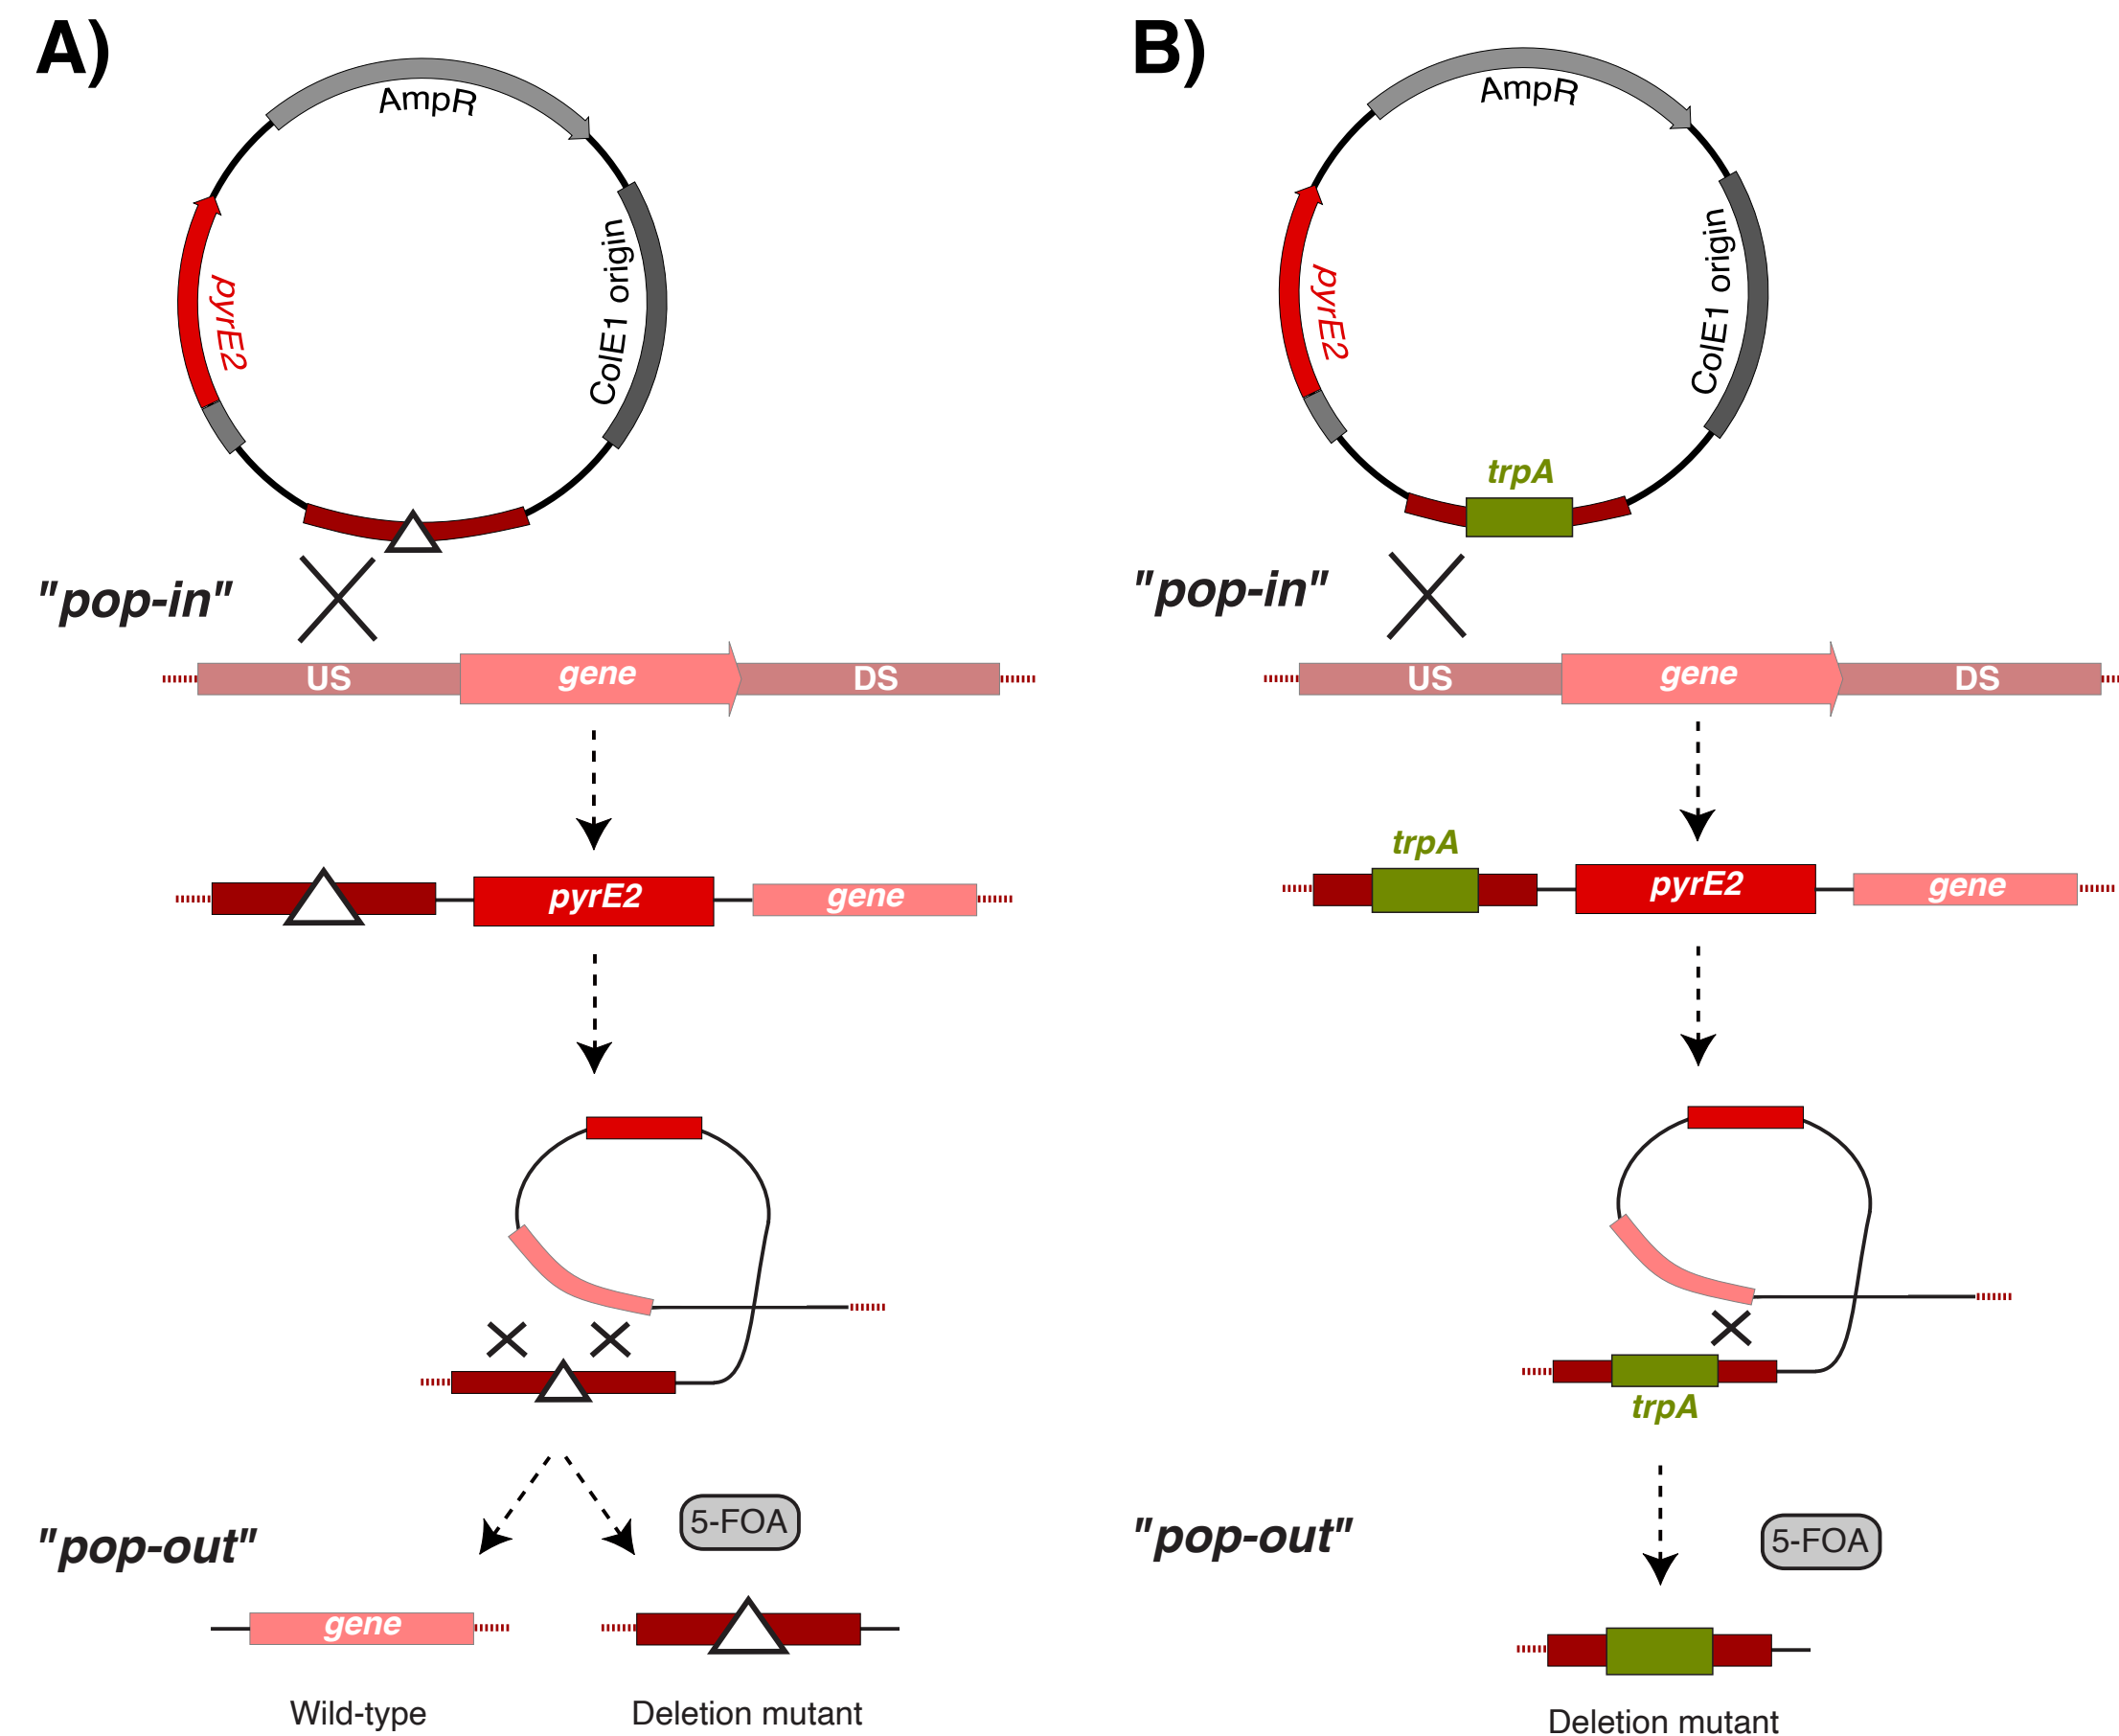 A)
AmpR
pyrE2
ColE1 origin
"pop-in"
US
gene
DS
pyrE2
gene
5-FOA
"pop-out"
gene
Wild-type
Deletion mutant
B)
AmpR
pyrE2
ColE1 origin
trpA
"pop-in"
US
gene
DS
trpA
pyrE2
gene
trpA
"pop-out"
5-FOA
Deletion mutant